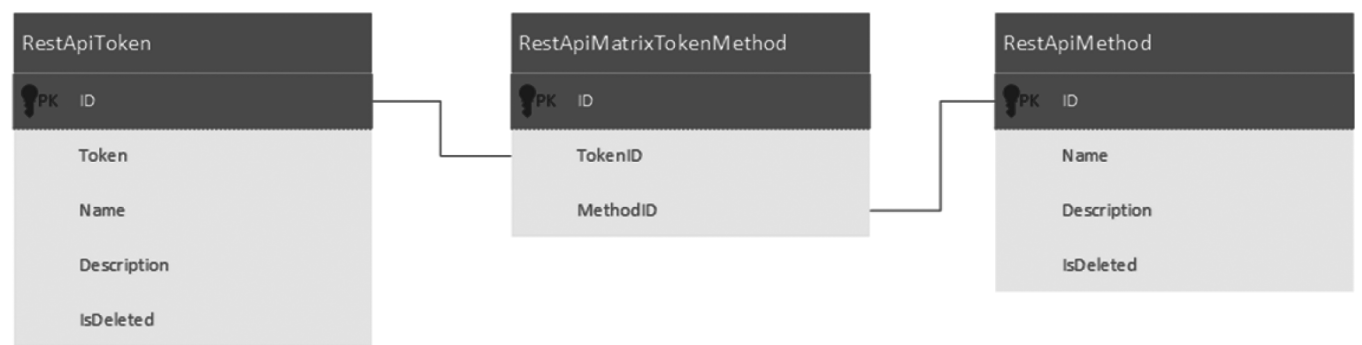 RestApiToken
PK ID
Token
Name
Description
IsDeleted
RestApiMatrixTokenMethod
PK ID
TokenID
MethodID
RestApiMethod
PK ID
Name
Description
IsDeleted